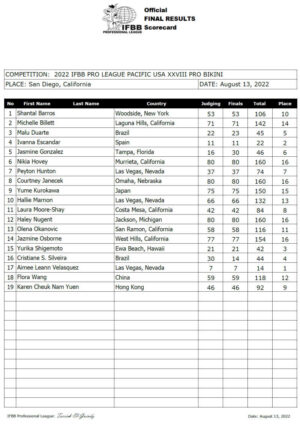 Official
FINAL RESULTS
IFBB Scorecard
PROFESSIONAL LEAGUE
COMPETITION: 2022 IFBB PRO LEAGUE PACIFIC USA XXVIII PRO BIKINI
PLACE: San Diego, California DATE: August 13, 2022
No First Name Last Name Country Judging Finals Total Place
1 Shantai Barros Woodside, New York 53 53 106 10
2 Michelle Billett Laguna Hills, California 71 71 142 14
3 Malu Duarte Brazil 22 23 45 5
4 Ivanna Escandar Spain 11 11 22 2
5 Jasmine Gonzalez Tampa, Florida 16 30 46 6
6 Nikia Hovey Murrieta, California 80 80 160 16
7 Peyton Hunton Las Vegas, Nevada 37 37 74 7
8 Courtney Janecek Omaha, Nebraska 80 80 160 16
9 Yume Kurokawa Japan 75 75 150 15
10 Hallie Marrion Las Vegas, Nevada 66 66 132 13
11 Laura Moore-Shay Costa Mesa, California 42 42 84 8
12 Haley Nugent Jackson, Michigan 80 80 160 16
13 Olena Okanovic San Ramon, California 58 58 116 11
14 Jazmine Osborne West Hills, California 77 77 154 16
15 Yurika Shigemoto Ewa Beach, Hawaii 21 21 42 3
16 Cristiane S. Silveira Brazil 30 14 44 4
17 Aimee Leann Velasquez Las Vegas, Nevada 7 7 14 1
18 Flora Wang China 59 59 118 12
19 Karen Cheuk Nam Yuen Hong Kong 46 46 92 9
IFBB Professional League: Date: August 13, 2022